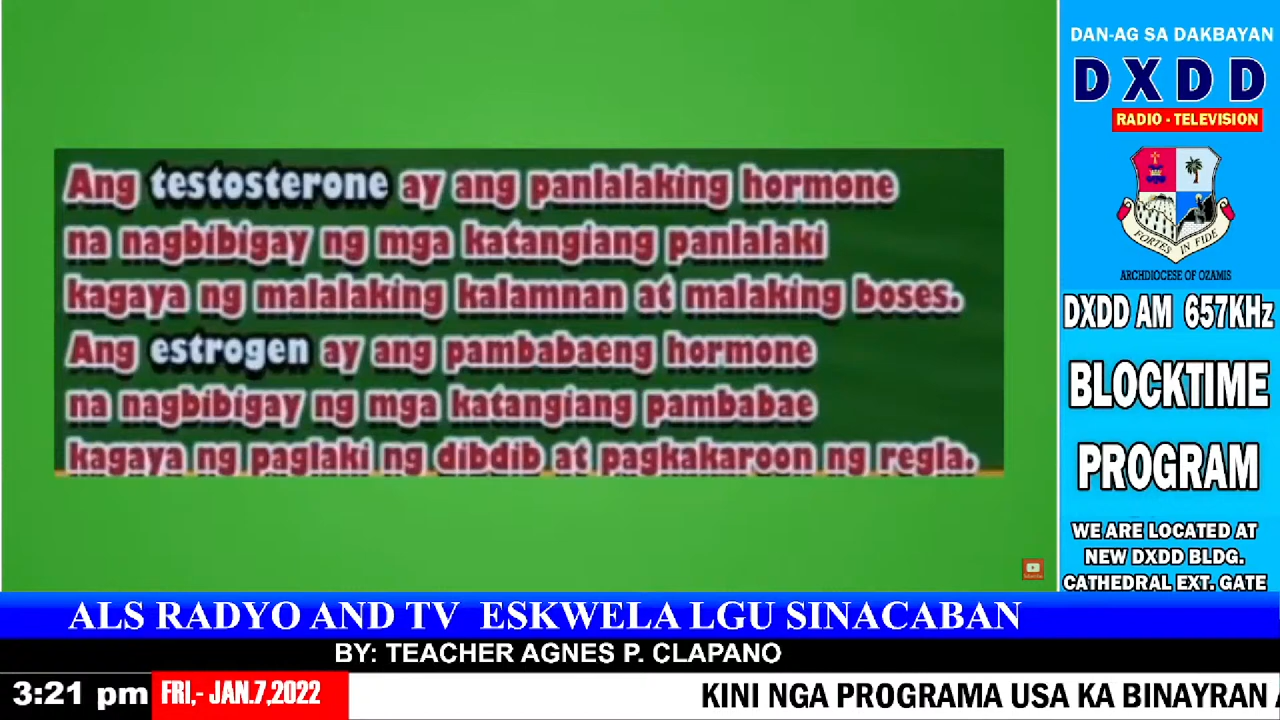 Ang testosterone ay ang panlalaking hormone
na nagbibigay ng mga katangiang panlalaki
kagaya ng malalaking kalamnan at malaking boses.
Ang estrogen ay ang pambabaeng hormone
na nagbibigay ng mga katangiang pambabae
kagaya ng paglaki ng dibdib at pagkakaroon ng regla.
DAN-AG SA DAKBAYAN
DXDD
RADIO - TELEVISION
FORTES IN FIDE
ARCHDIOCESE OF OZAMIS
DXDD AM 657KHz
BLOCKTIME
PROGRAM
WE ARE LOCATED AT
NEW DXDD BLDG.
CATHEDRAL EXT. GATE
ALS RADYO AND TV ESKWELA LGU SINACABAN
BY: TEACHER AGNES P. CLAPANO
3:21 pm FRI,- JAN.7,2022
KINI NGA PROGRAMA USA KA BINAYRAN